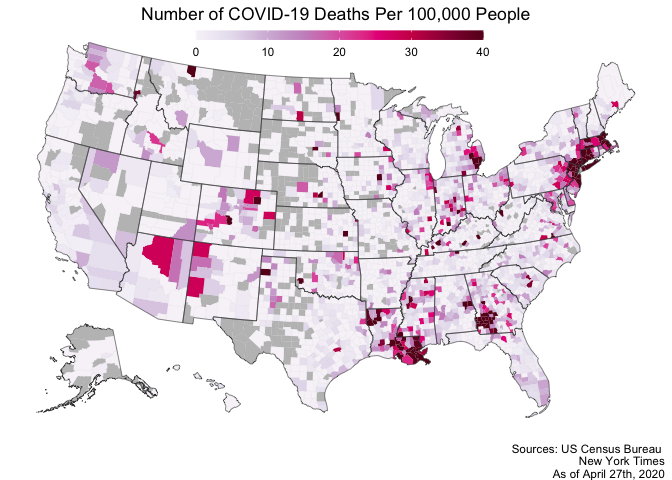 Number of COVID-19 Deaths Per 100,000 People
0 10 20 30 40
Sources: US Census Bureau
New York Times
As of April 27th, 2020